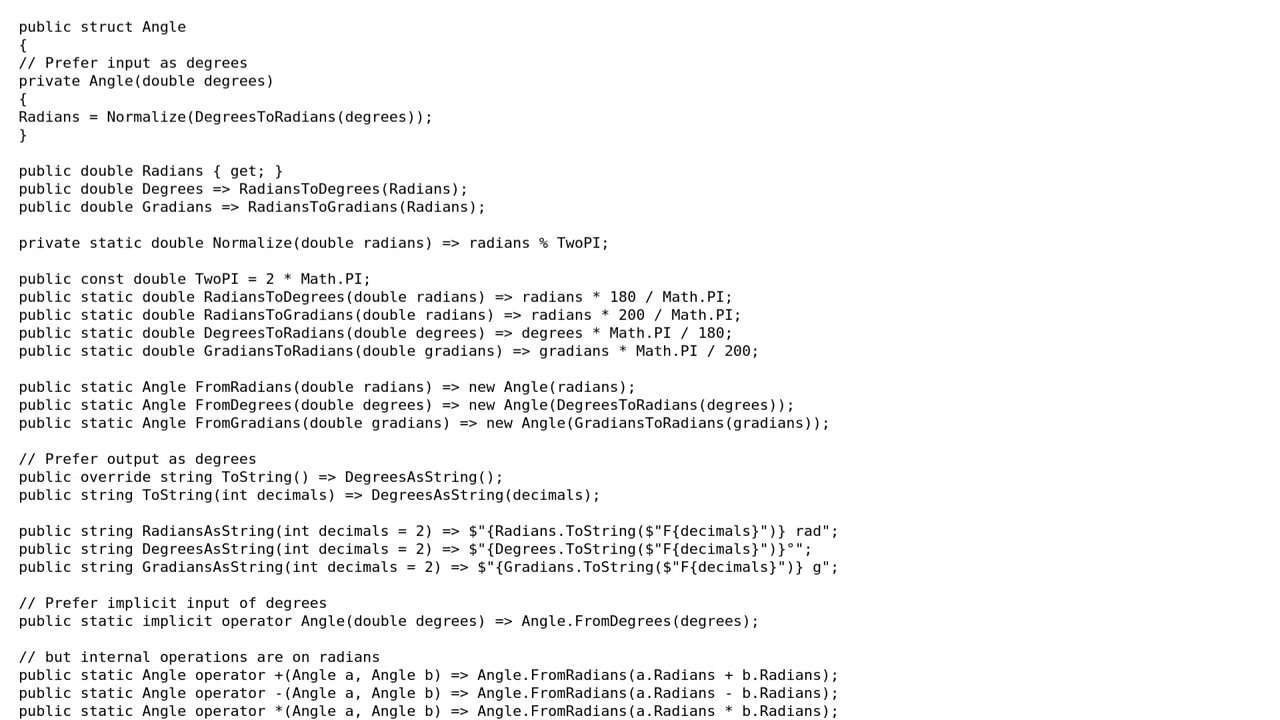 public struct Angle
{
// Prefer input as degrees
private Angle(double degrees)
{
Radians = Normalize(DegreesToRadians(degrees));
}
public double Radians { get; }
public double Degrees => RadiansToDegrees(Radians);
public double Gradians => RadiansToGradians(Radians);
private static double Normalize(double radians) => radians % TwoPI;
public const double TwoPI = 2 * Math.PI;
public static double RadiansToDegrees(double radians) => radians * 180 / Math.PI;
public static double RadiansToGradians(double radians) => radians * 200 / Math.PI;
public static double DegreesToRadians(double degrees) => degrees * Math.PI / 180;
public static double GradiansToRadians(double gradians) => gradians * Math.PI / 200;
public static Angle FromRadians(double radians) => new Angle(radians);
public static Angle FromDegrees(double degrees) => new Angle(DegreesToRadians(degrees));
public static Angle FromGradians(double gradians) => new Angle(GradiansToRadians(gradians));
// Prefer output as degrees
public override string ToString() => DegreesAsString();
public string ToString(int decimals) => DegreesAsString(decimals);
public string RadiansAsString(int decimals = 2) => $"{Radians.ToString($"F{decimals}")} rad";
public string DegreesAsString(int decimals = 2) => $"{Degrees.ToString($"F{decimals}")}°";
public string GradiansAsString(int decimals = 2) => $"{Gradians.ToString($"F{decimals}")} g";
// Prefer implicit input of degrees
public static implicit operator Angle(double degrees) => Angle.FromDegrees(degrees);
// but internal operations are on radians
public static Angle operator +(Angle a, Angle b) => Angle.FromRadians(a.Radians + b.Radians);
public static Angle operator -(Angle a, Angle b) => Angle.FromRadians(a.Radians - b.Radians);
public static Angle operator *(Angle a, Angle b) => Angle.FromRadians(a.Radians * b.Radians);